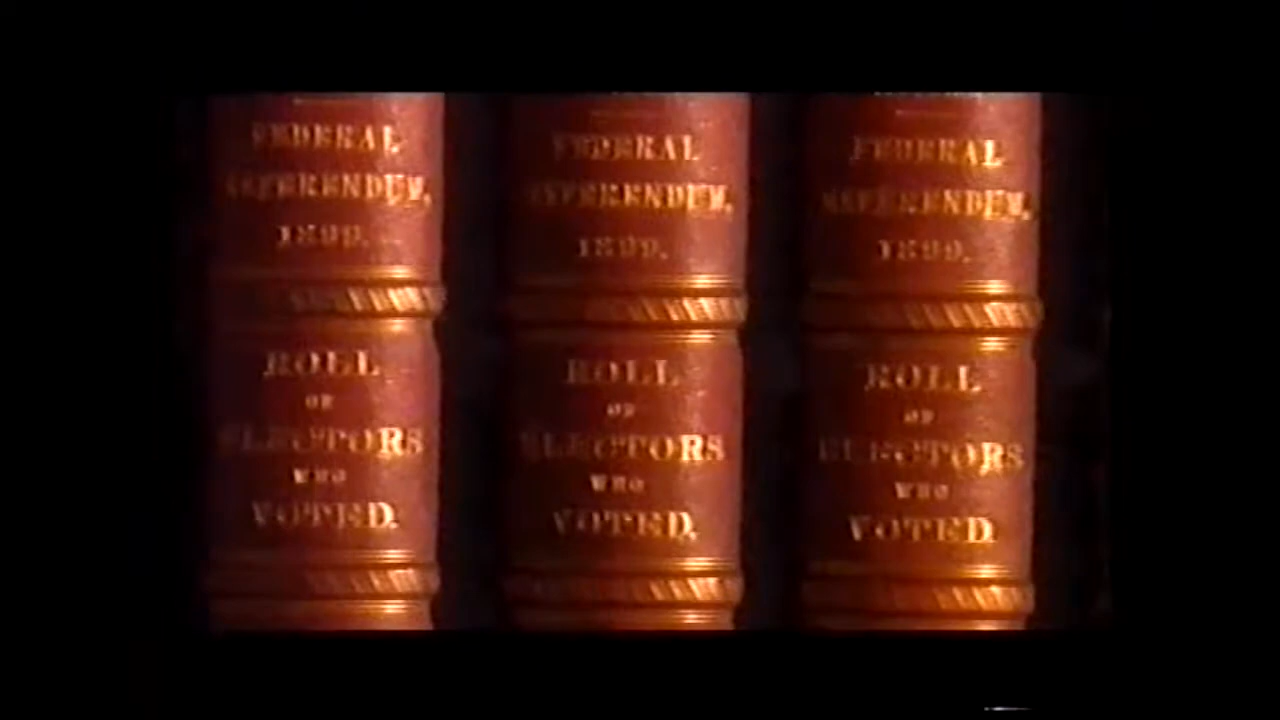 FEDERAL
REFERENDUM.
1899.
ROLL
OF
ELECTORS
WHO
VOTED.
FEDERAL
REFERENDUM.
1899.
ROLL
OF
ELECTORS
WHO
VOTED.
FEDERAL
REFERENDUM.
1899.
ROLL
OF
ELECTORS
WHO
VOTED